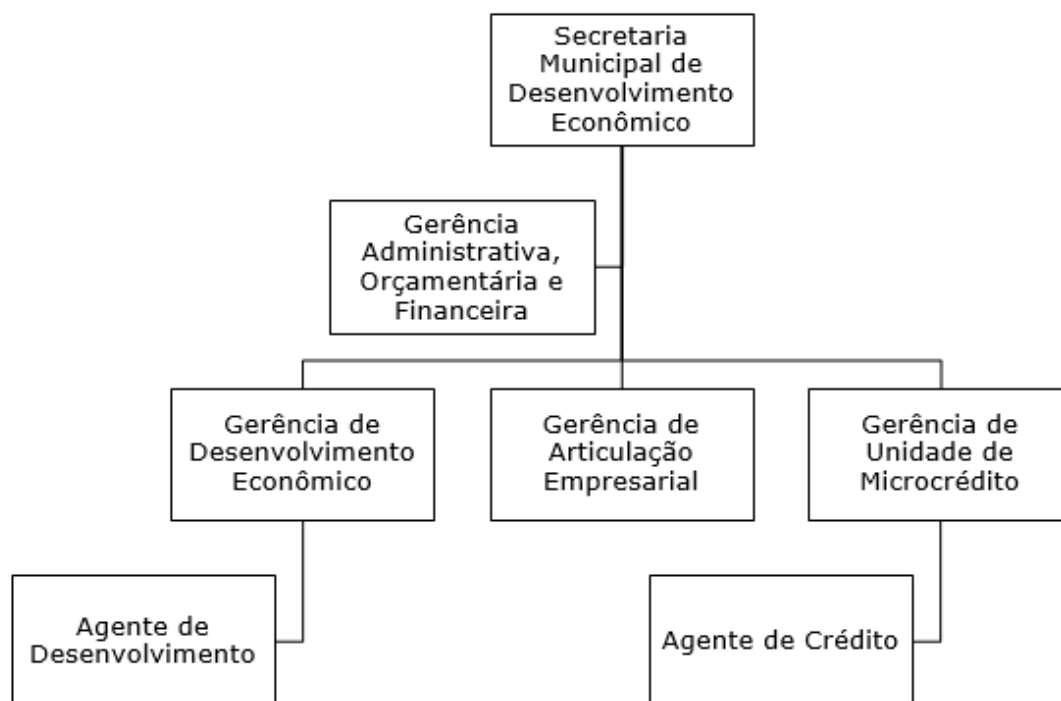 Secretaria
Municipal de
Desenvolvimento
Econômico
Gerência
Administrativa,
Orçamentária e
Financeira
Gerência de
Desenvolvimento
Econômico
Gerência de
Articulação
Empresarial
Gerência de
Unidade de
Microcrédito
Agente de
Desenvolvimento
Agente de Crédito